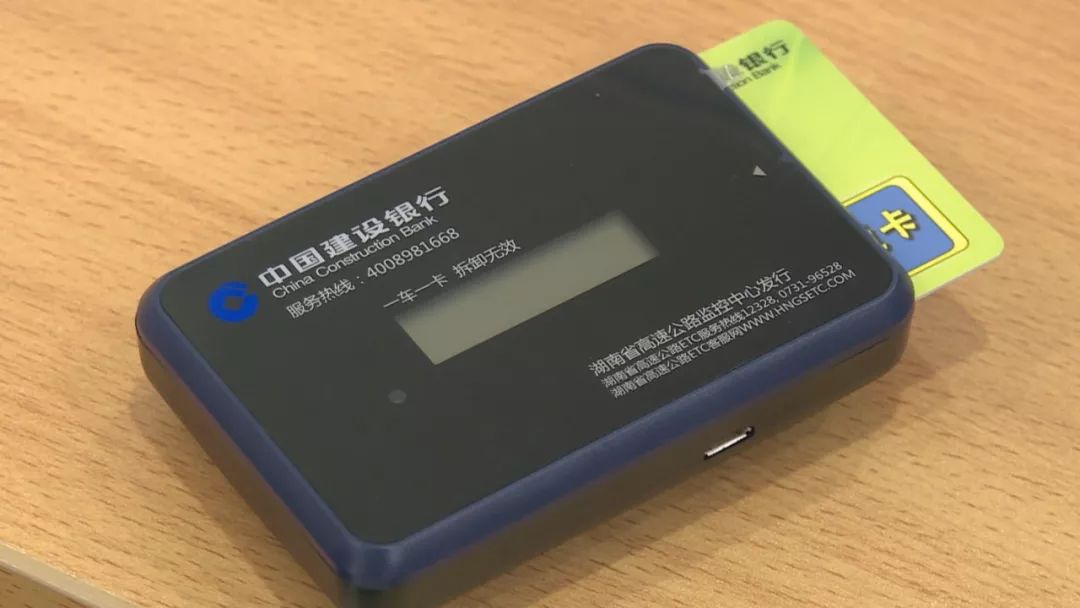 中国建设银行
China Construction Bank
服务热线：4008981668
一车一卡 拆卸无效
湖南省高速公路监控中心发行
湖南省高速公路ETC服务热线12328, 0731-96528
湖南省高速公路ETC客服网WWW.HNGSETC.COM
银行
tion Bank
卡